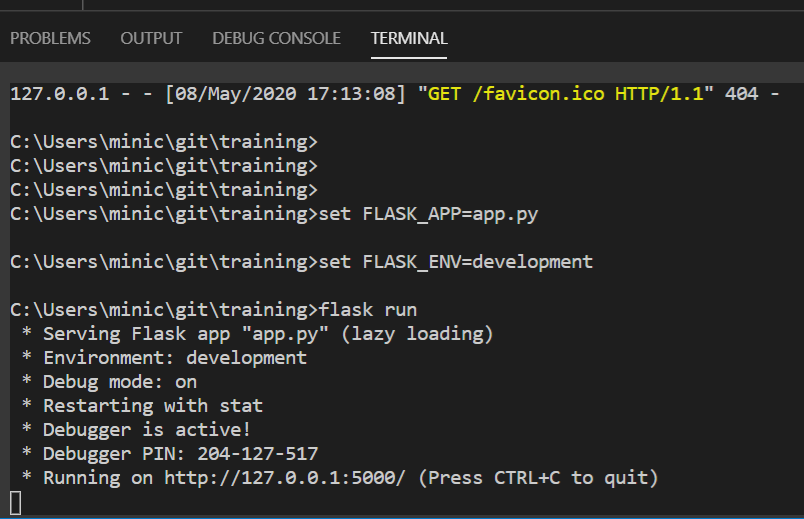 PROBLEMS OUTPUT DEBUG CONSOLE TERMINAL
127.0.0.1 - - [08/May/2020 17:13:08] "GET /favicon.ico HTTP/1.1" 404 -
C:\Users\minic\git\training>
C:\Users\minic\git\training>
C:\Users\minic\git\training>
C:\Users\minic\git\training>set FLASK_APP=app.py
C:\Users\minic\git\training>set FLASK_ENV=development
C:\Users\minic\git\training>flask run
* Serving Flask app "app.py" (lazy loading)
* Environment: development
* Debug mode: on
* Restarting with stat
* Debugger is active!
* Debugger PIN: 204-127-517
* Running on http://127.0.0.1:5000/ (Press CTRL+C to quit)